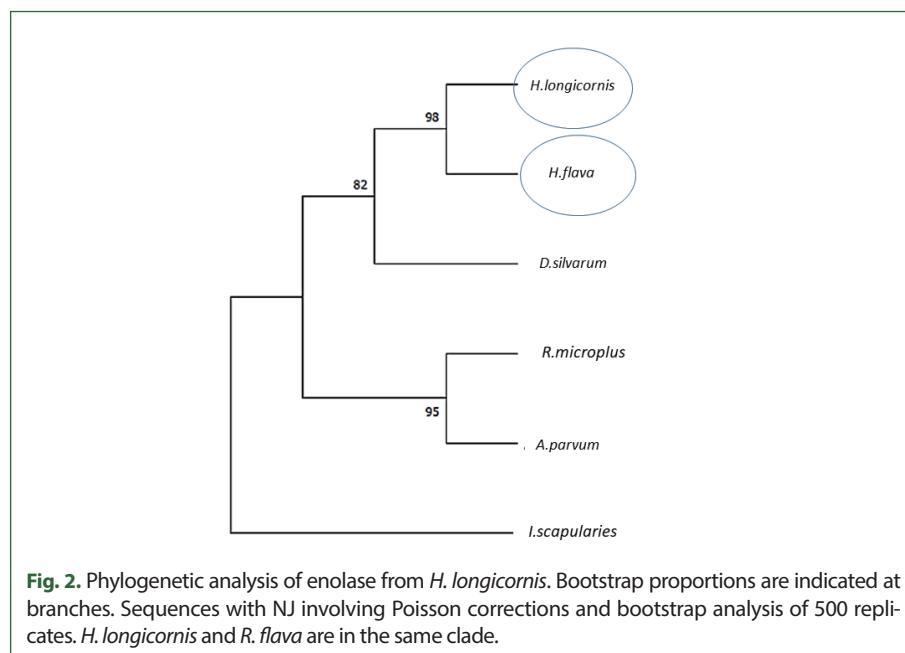 H.longicornis
98
H.flava
82
D.silvarum
R.microplus
95
A.parvum
I.scapularies
Fig. 2. Phylogenetic analysis of enolase from H. longicornis. Bootstrap proportions are indicated at
branches. Sequences with NJ involving Poisson corrections and bootstrap analysis of 500 repli-
cates. H. longicornis and R. flava are in the same clade.